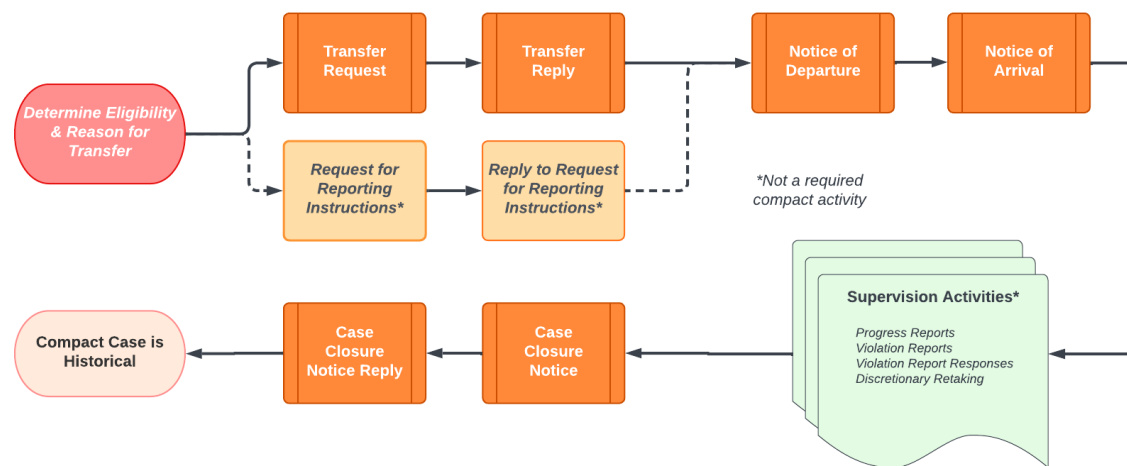 Transfer
Request
Transfer
Reply
Notice of
Departure
Notice of
Arrival
Determine Eligibility
& Reason for
Transfer
Request for
Reporting
Instructions*
Reply to Request
for Reporting
Instructions*
*Not a required
compact activity
Supervision Activities*
Progress Reports
Violation Reports
Violation Report Responses
Discretionary Retaking
Case
Closure
Notice
Case
Closure
Notice Reply
Compact Case is
Historical